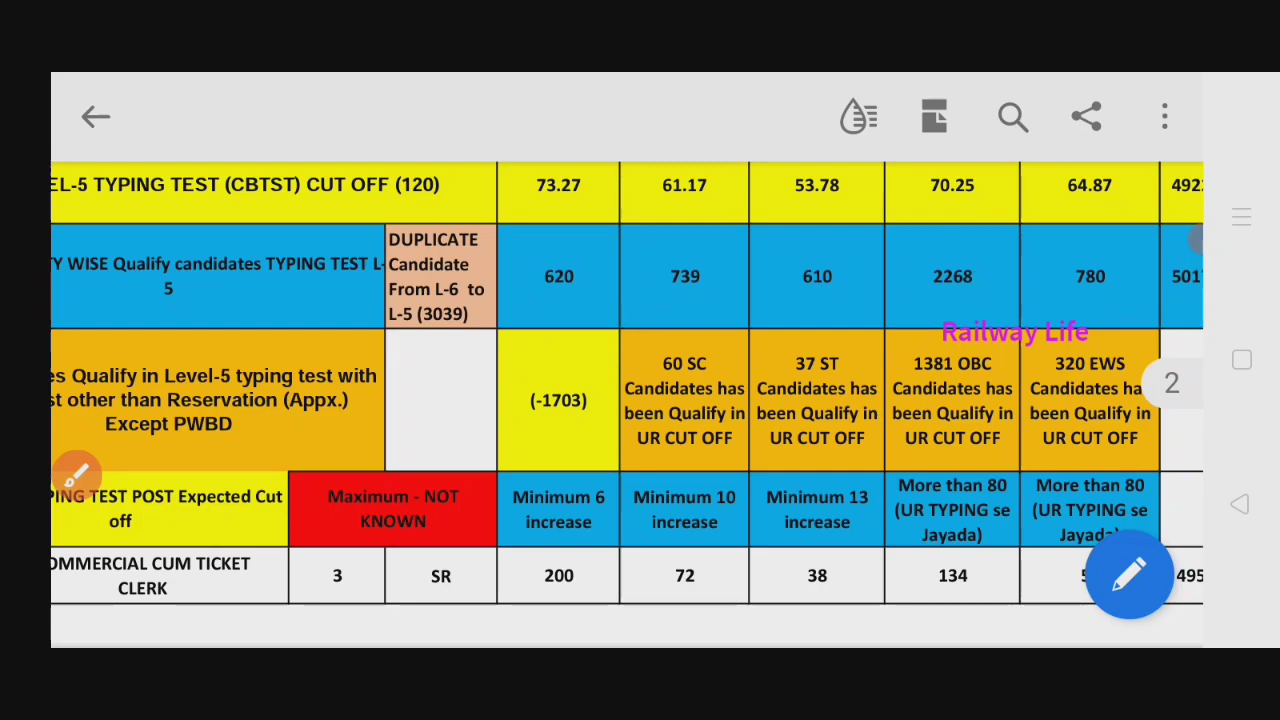 EL-5 TYPING TEST (CBTST) CUT OFF (120) 73.27 61.17 53.78 70.25 64.87 492
Y WISE Qualify candidates TYPING TEST L-
5
DUPLICATE
Candidate
From L-6 to
L-5 (3039)
620 739 610 2268 780 501
Railway Life
es Qualify in Level-5 typing test with
st other than Reservation (Appx.)
Except PWBD
(-1703)
60 SC
Candidates has
been Qualify in
UR CUT OFF
37 ST
Candidates has
been Qualify in
UR CUT OFF
1381 OBC
Candidates has
been Qualify in
UR CUT OFF
320 EWS
Candidates ha
been Qualify in
UR CUT OFF
2
PING TEST POST Expected Cut
off
Maximum - NOT
KNOWN
Minimum 6
increase
Minimum 10
increase
Minimum 13
increase
More than 80
(UR TYPING se
Jayada)
More than 80
(UR TYPING se
Jayada)
OMMERCIAL CUM TICKET
CLERK
3 SR 200 72 38 134 495